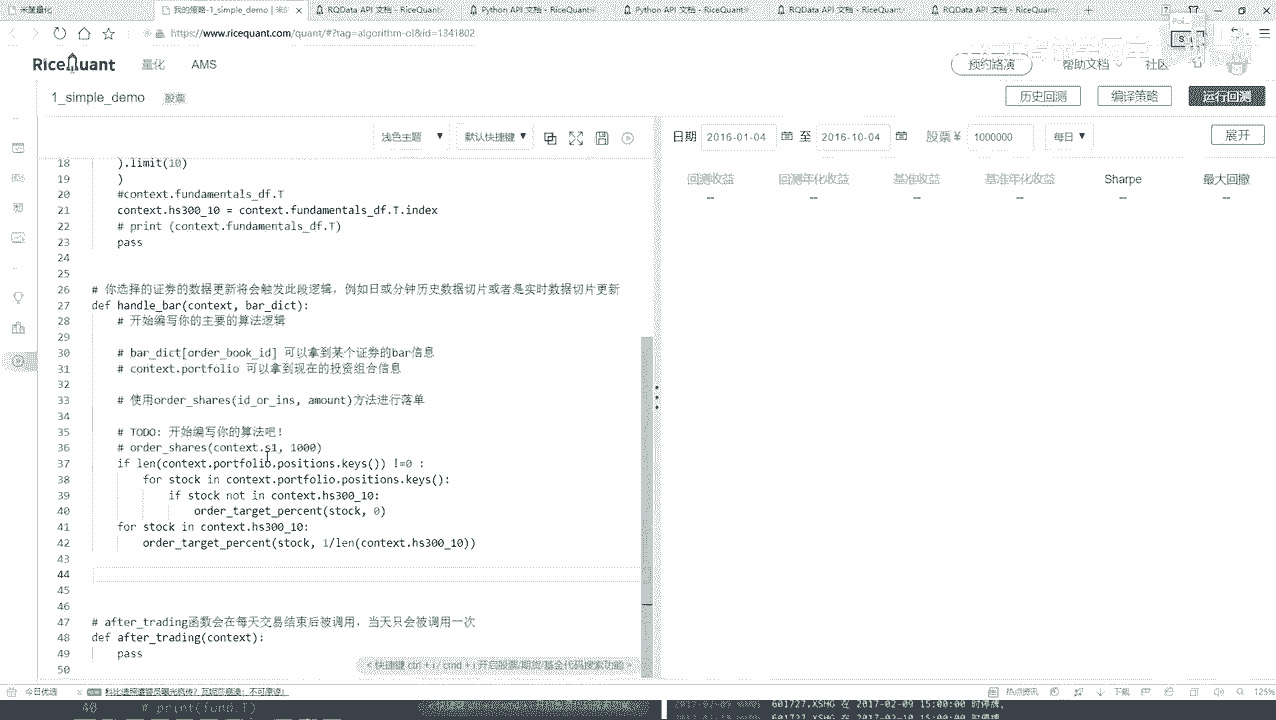 米筐量化
我的策略-1_simple_demo | 米筐
RQData API 文档 - RiceQuant
Python API 文档 - RiceQuant
Python API 文档 - RiceQuant
RQData API 文档 - RiceQuant
RQData API 文档 - RiceQuant
https://www.ricequant.com/quant/#?tag=algorithm-ol&id=1341802
RiceQuant
量化
AMS
预约路演
帮助文档
社区
1_simple_demo
股票
历史回测
编译策略
运行回测
浅色主题
默认快捷键
日期
2016-01-04
至
2016-10-04
股票 ¥
1000000
每日
展开
回测收益
回测年化收益
基准收益
基准年化收益
Sharpe
最大回撤
--
--
--
--
--
--
18 ).limit(10)
19 )
20 #context.fundamentals_df.T
21 context.hs300_10 = context.fundamentals_df.T.index
22 # print (context.fundamentals_df.T)
23 pass
24
25
26 # 你选择的证券的数据更新将会触发此段逻辑，例如日或分钟历史数据切片或者是实时数据切片更新
27 def handle_bar(context, bar_dict):
28 # 开始编写你的主要的算法逻辑
29
30 # bar_dict[order_book_id] 可以拿到某个证券的bar信息
31 # context.portfolio 可以拿到现在的投资组合信息
32
33 # 使用order_shares(id_or_ins, amount)方法进行落单
34
35 # TODO: 开始编写你的算法吧！
36 # order_shares(context.s1, 1000)
37 if len(context.portfolio.positions.keys()) !=0 :
38 for stock in context.portfolio.positions.keys():
39 if stock not in context.hs300_10:
40 order_target_percent(stock, 0)
41 for stock in context.hs300_10:
42 order_target_percent(stock, 1/len(context.hs300_10))
43
44
45
46
47 # after_trading函数会在每天交易结束后被调用，当天只会被调用一次
48 def after_trading(context):
49 pass
50
快捷键 ctrl + i / cmd + i 开启股票/期货/基金代码搜索功能
今日优选
热点资讯
下载
125%
40 # print(fund.T)
601727.XSHG 在 2017-02-09 15:00:00 时停牌,
601727.XSHG 在 2017-02-10 15:00:00 时停牌